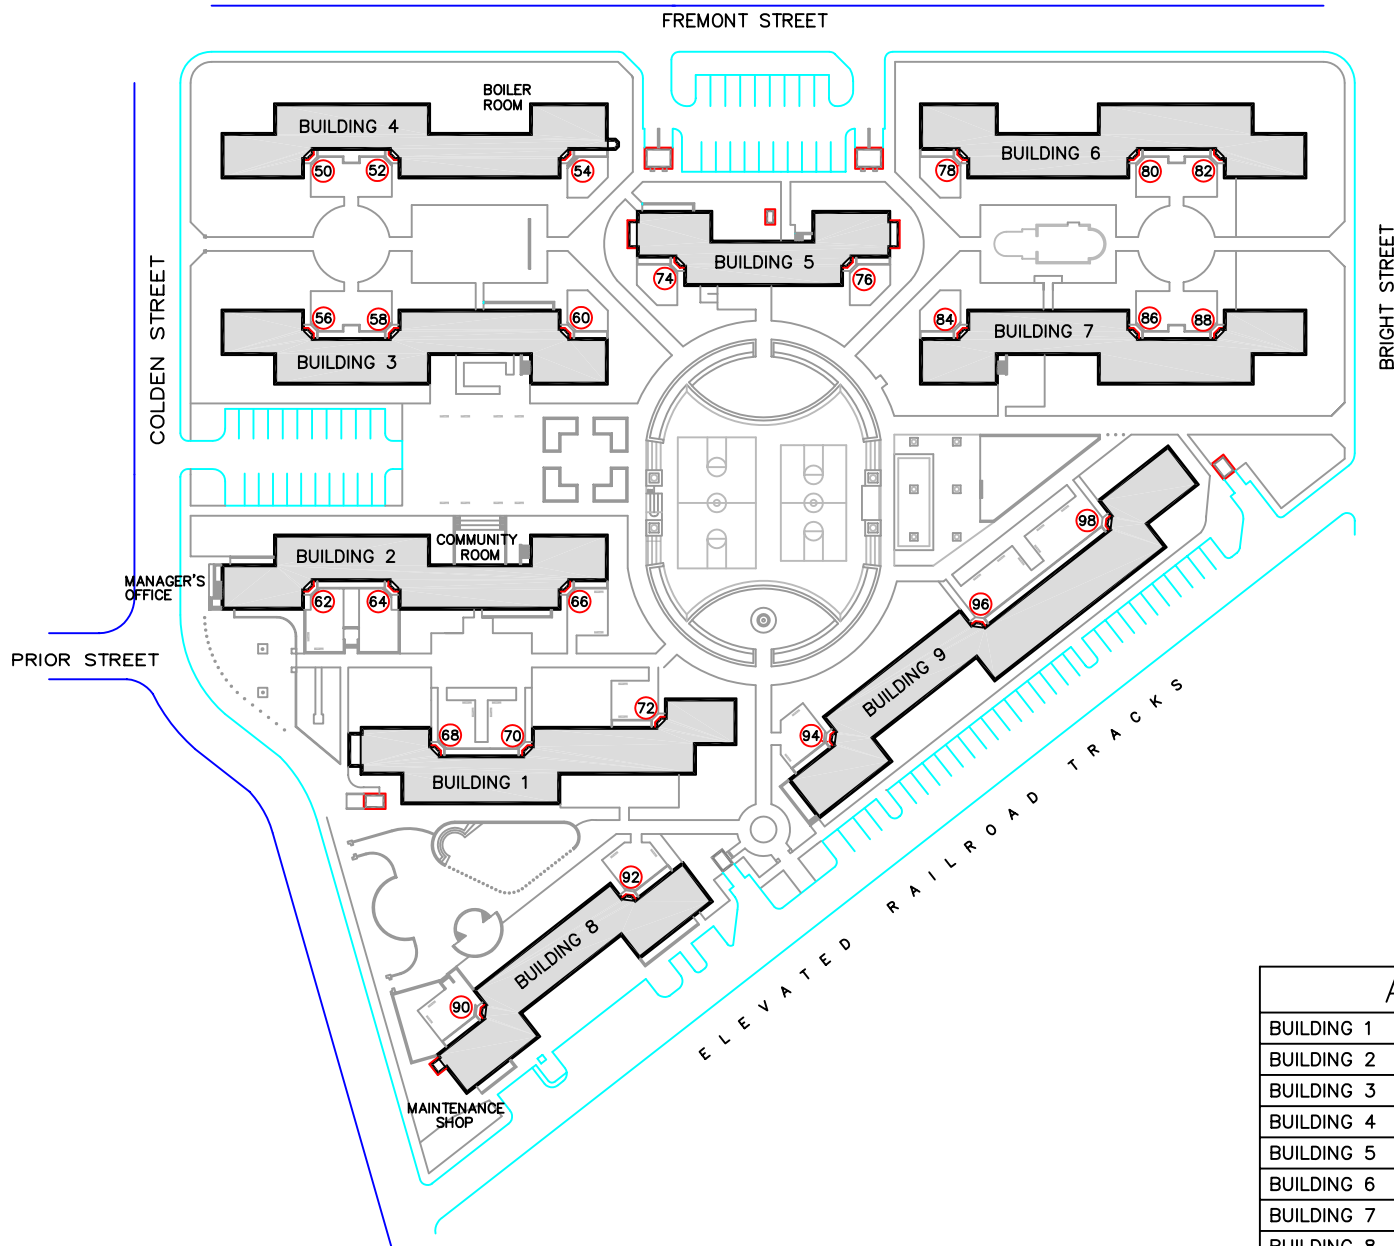 FREMONT STREET
BOILER
ROOM
BUILDING 4
BUILDING 6
50
52
54
78
80
82
BUILDING 5
74
76
COLDEN STREET
BRIGHT STREET
56
58
60
84
86
88
BUILDING 3
BUILDING 7
98
COMMUNITY
ROOM
BUILDING 2
MANAGER'S
OFFICE
62
64
66
96
PRIOR STREET
BUILDING 9
72
68
70
94
BUILDING 1
ELEVATED RAILROAD TRACKS
92
BUILDING 8
90
MAINTENANCE
SHOP
A
BUILDING 1
BUILDING 2
BUILDING 3
BUILDING 4
BUILDING 5
BUILDING 6
BUILDING 7
BUILDING 8